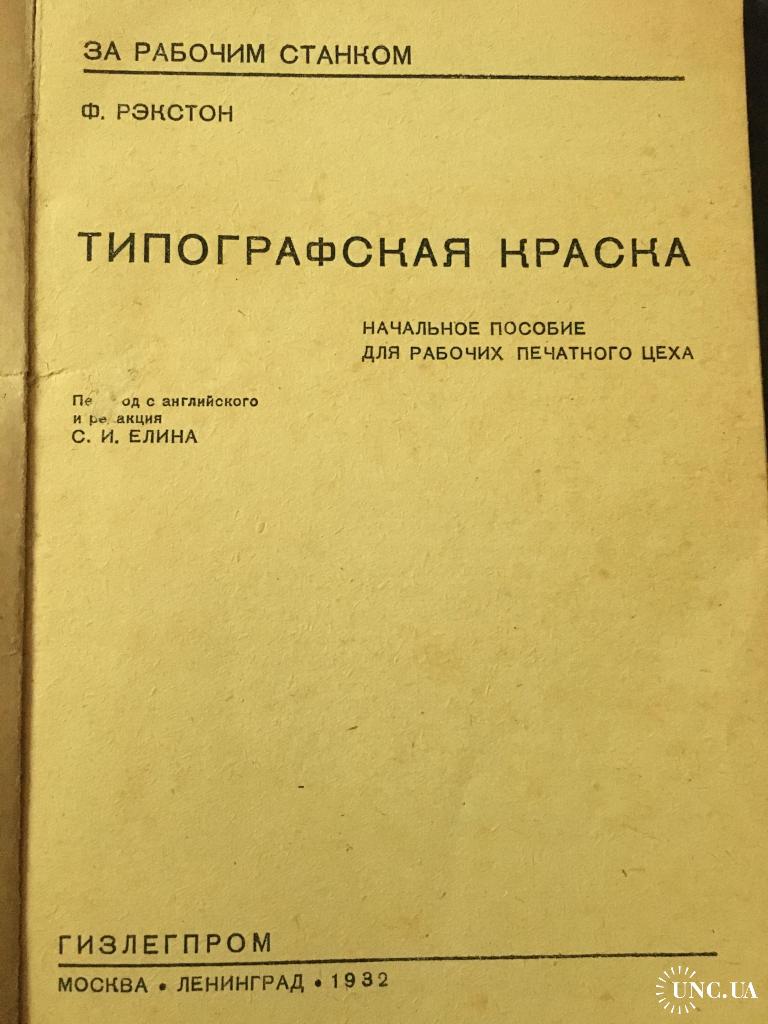 ЗА РАБОЧИМ СТАНКОМ
Ф. РЭКСТОН
ТИПОГРАФСКАЯ КРАСКА
НАЧАЛЬНОЕ ПОСОБИЕ
ДЛЯ РАБОЧИХ ПЕЧАТНОГО ЦЕХА
с английского
и
С. И. ЕЛИНА
ГИЗЛЕГПРОМ
МОСКВА • ЛЕНИНГРАД • 1932
UNC.UA